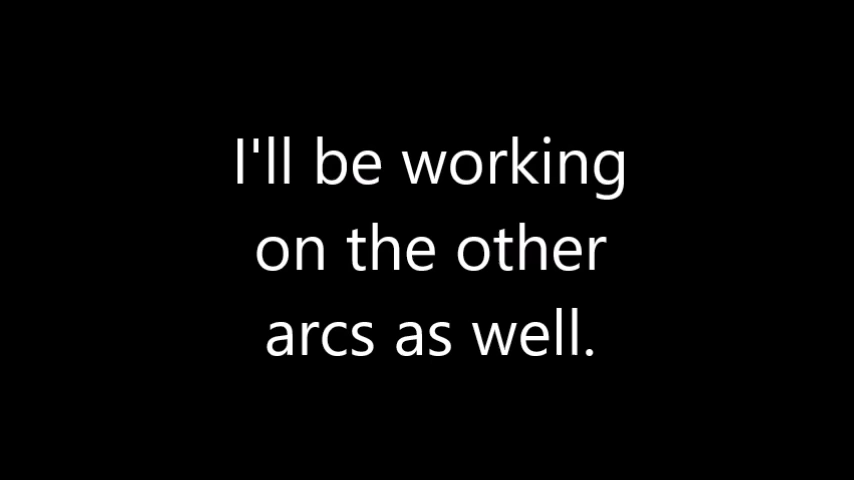 I'll be working
on the other
arcs as well.